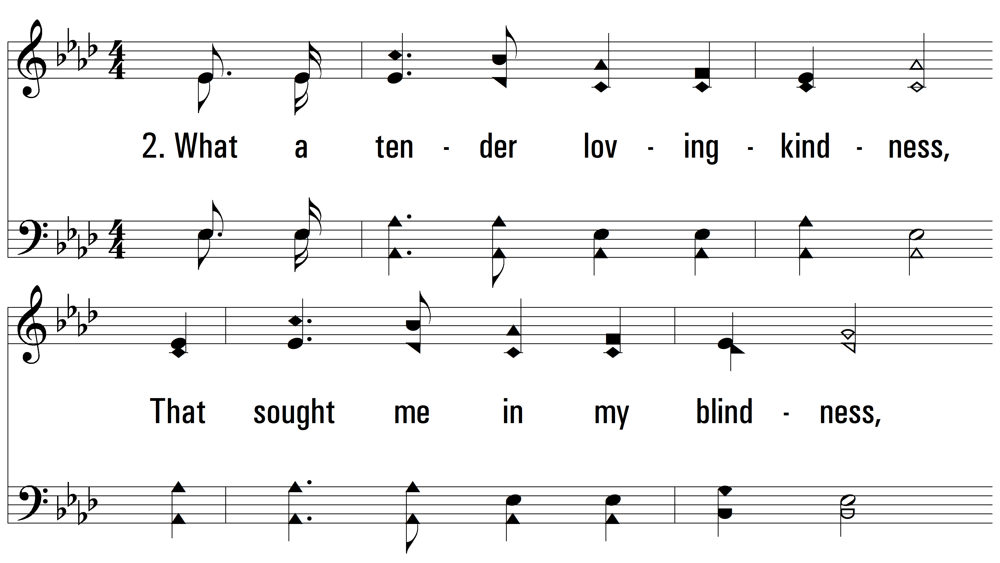 2. What a ten - der lov - ing - kind - ness,
That sought me in my blind - ness,